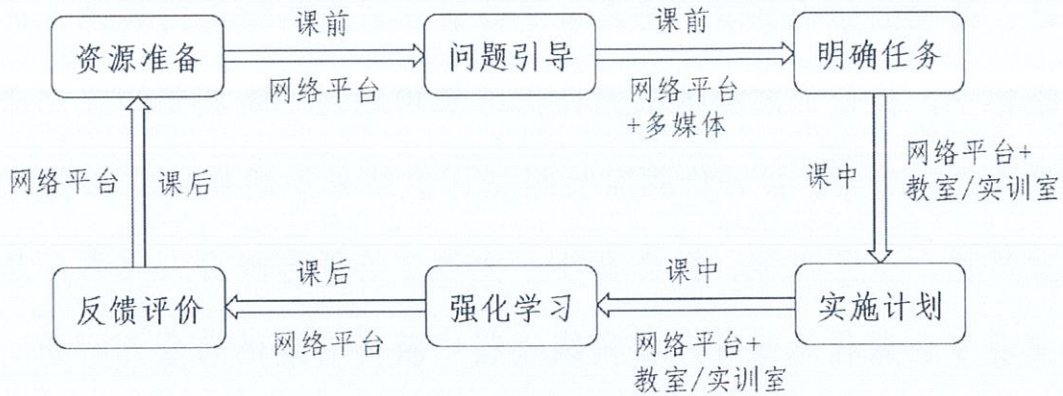 资源准备
课前
网络平台
问题引导
课前
网络平台
+多媒体
明确任务
课中
网络平台+
教室/实训室
实施计划
课中
网络平台+
教室/实训室
强化学习
课后
网络平台
反馈评价
网络平台
课后